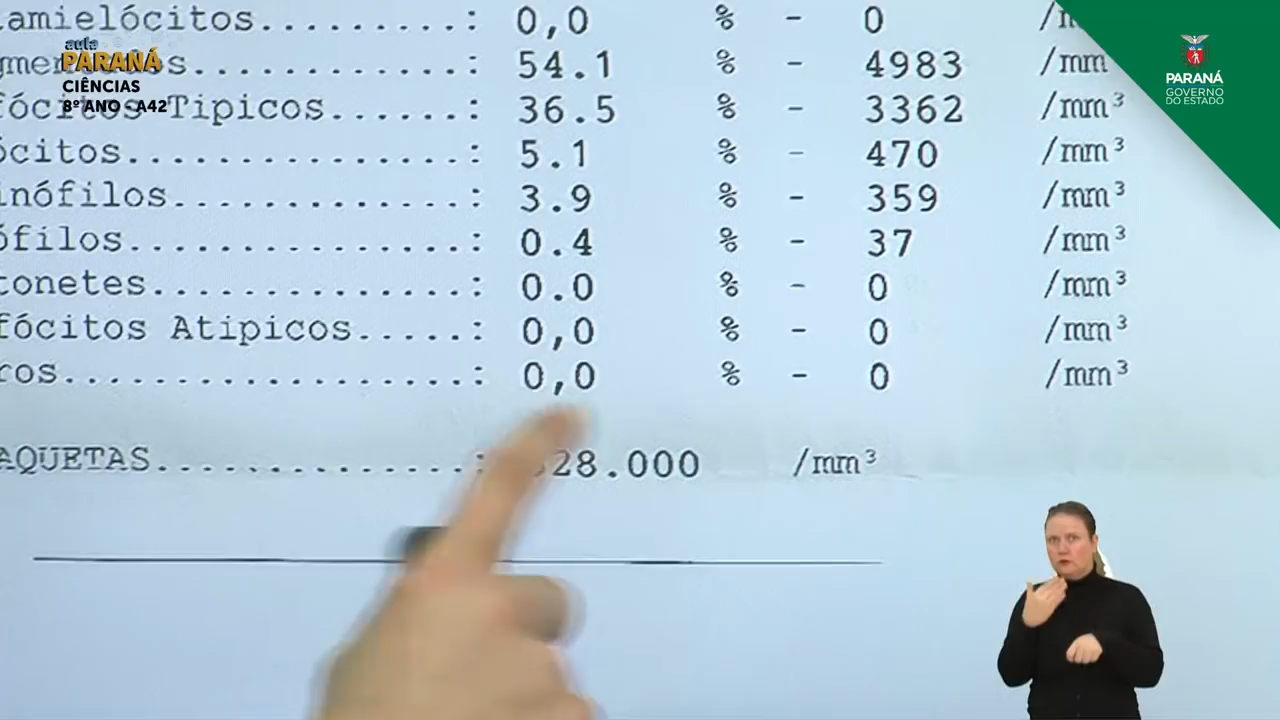 amielócitos.........: 0,0 % - 0
gmentados............: 54.1 % - 4983 /mm
fócitos Tipicos......: 36.5 % - 3362 /mm³
ócitos...............: 5.1 % - 470 /mm³
inófilos.............: 3.9 % - 359 /mm³
ófilos...............: 0.4 % - 37 /mm³
tonetes..............: 0.0 % - 0 /mm³
fócitos Atipicos.....: 0,0 % - 0 /mm³
ros..................: 0,0 % - 0 /mm³
AQUETAS..............: 28.000 /mm³
aula
PARANÁ
CIÊNCIAS
8º ANO - A42
PARANÁ
GOVERNO
DO ESTADO